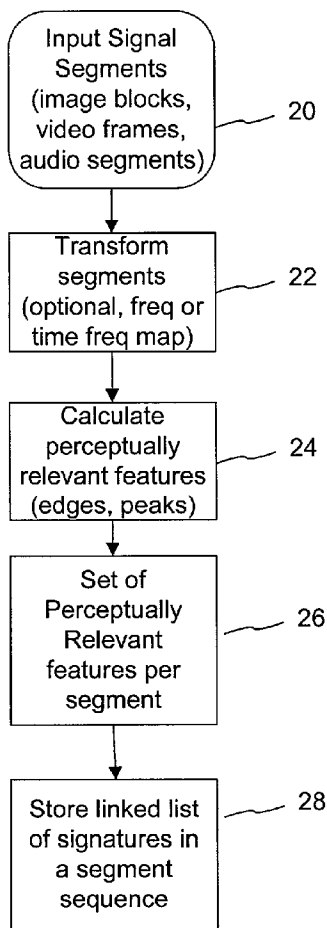 Input Signal
Segments
(image blocks,
video frames,
audio segments)
20
Transform
segments
(optional, freq or
time freq map)
22
Calculate
perceptually
relevant features
(edges, peaks)
24
Set of
Perceptually
Relevant
features per
segment
26
Store linked list
of signatures in
a segment
sequence
28